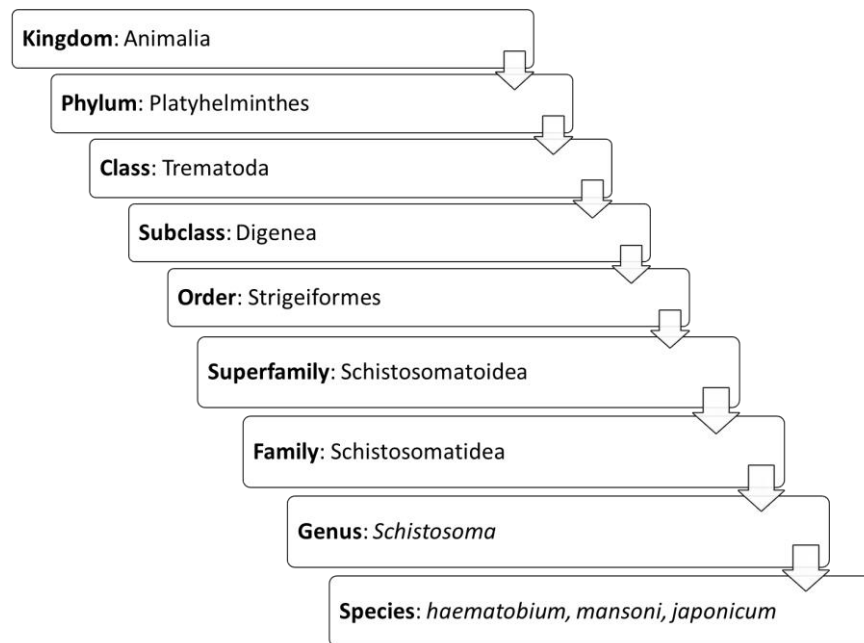 Kingdom: Animalia
Phylum: Platyhelminthes
Class: Trematoda
Subclass: Digenea
Order: Strigeiformes
Superfamily: Schistosomatoidea
Family: Schistosomatidea
Genus: Schistosoma
Species: haematobium, mansoni, japonicum